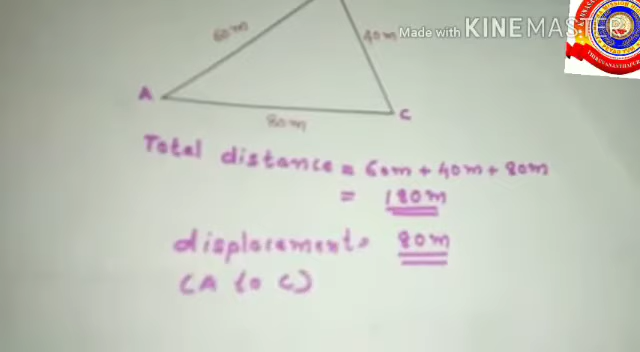 60m
40m
Made with KINEMASTER
A
C
80m
Total distance = 60m + 40m + 80m
= 180m
displacement = 80m
(A to C)